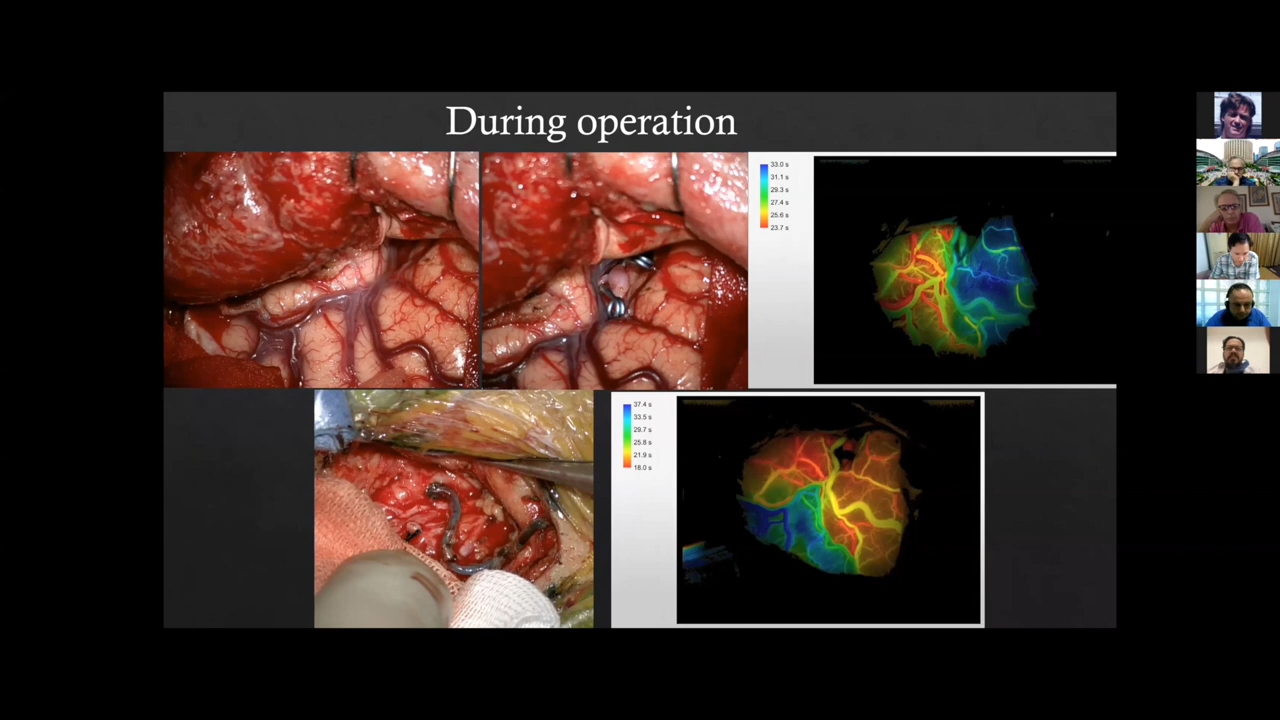 During operation
33.0 s
31.1 s
29.3 s
27.4 s
25.6 s
23.7 s
37.4 s
33.5 s
29.7 s
25.8 s
21.9 s
18.0 s